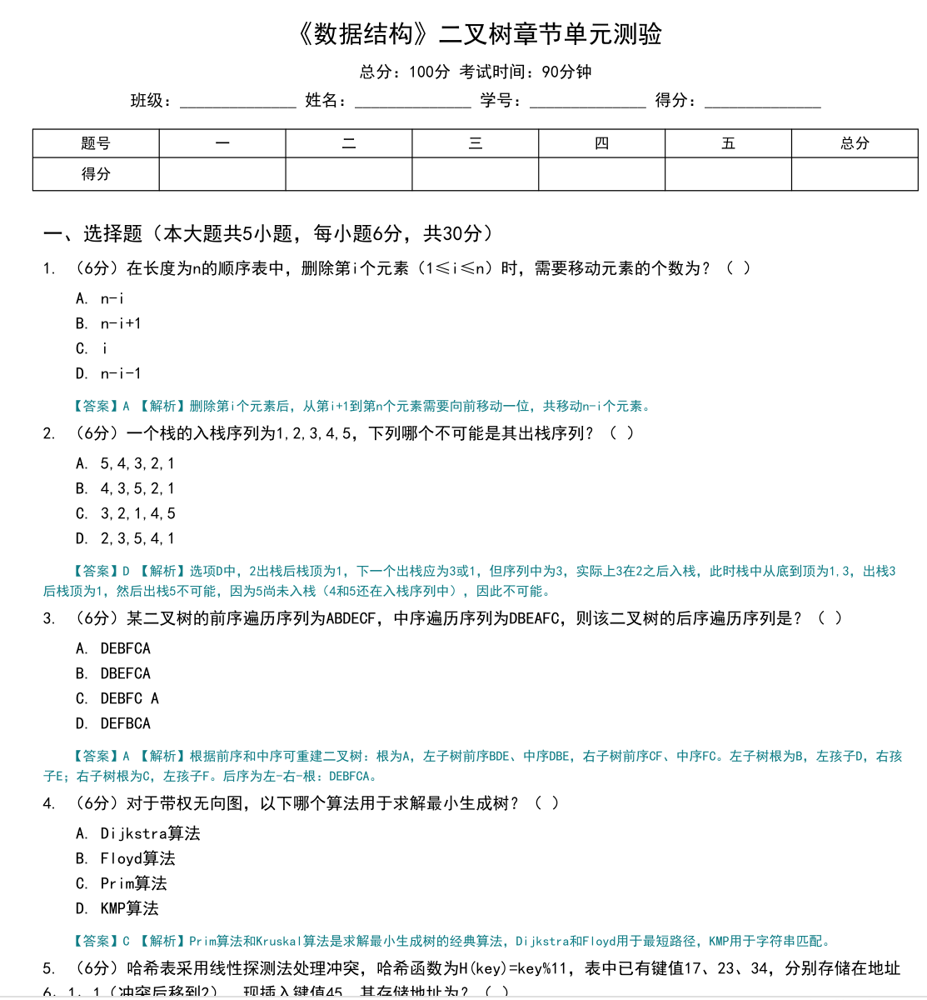 《数据结构》二叉树章节单元测验
总分：100分 考试时间：90分钟
班级：______________ 姓名：______________ 学号：______________ 得分：______________
题号 一 二 三 四 五 总分
得分
一、选择题（本大题共5小题，每小题6分，共30分）
1. （6分）在长度为n的顺序表中，删除第i个元素（1≤i≤n）时，需要移动元素的个数为？（ ）
A. n-i
B. n-i+1
C. i
D. n-i-1
【答案】A 【解析】删除第i个元素后，从第i+1到第n个元素需要向前移动一位，共移动n-i个元素。
2. （6分）一个栈的入栈序列为1,2,3,4,5，下列哪个不可能是其出栈序列？（ ）
A. 5,4,3,2,1
B. 4,3,5,2,1
C. 3,2,1,4,5
D. 2,3,5,4,1
【答案】D 【解析】选项D中，2出栈后栈顶为1，下一个出栈应为3或1，但序列中为3，实际上3在2之后入栈，此时栈中从底到顶为1,3，出栈3
后栈顶为1，然后出栈5不可能，因为5尚未入栈（4和5还在入栈序列中），因此不可能。
3. （6分）某二叉树的前序遍历序列为ABDECF，中序遍历序列为DBEAFC，则该二叉树的后序遍历序列是？（ ）
A. DEBFCA
B. DBEFCA
C. DEBFC A
D. DEFBCA
【答案】A 【解析】根据前序和中序可重建二叉树：根为A，左子树前序BDE、中序DBE，右子树前序CF、中序FC。左子树根为B，左孩子D，右孩
子E；右子树根为C，左孩子F。后序为左-右-根：DEBFCA。
4. （6分）对于带权无向图，以下哪个算法用于求解最小生成树？（ ）
A. Dijkstra算法
B. Floyd算法
C. Prim算法
D. KMP算法
【答案】C 【解析】Prim算法和Kruskal算法是求解最小生成树的经典算法，Dijkstra和Floyd用于最短路径，KMP用于字符串匹配。
5. （6分）哈希表采用线性探测法处理冲突，哈希函数为H(key)=key%11，表中已有键值17、23、34，分别存储在地址
6、1、1（冲突后移到2），现插入键值45，其存储地址为？（ ）